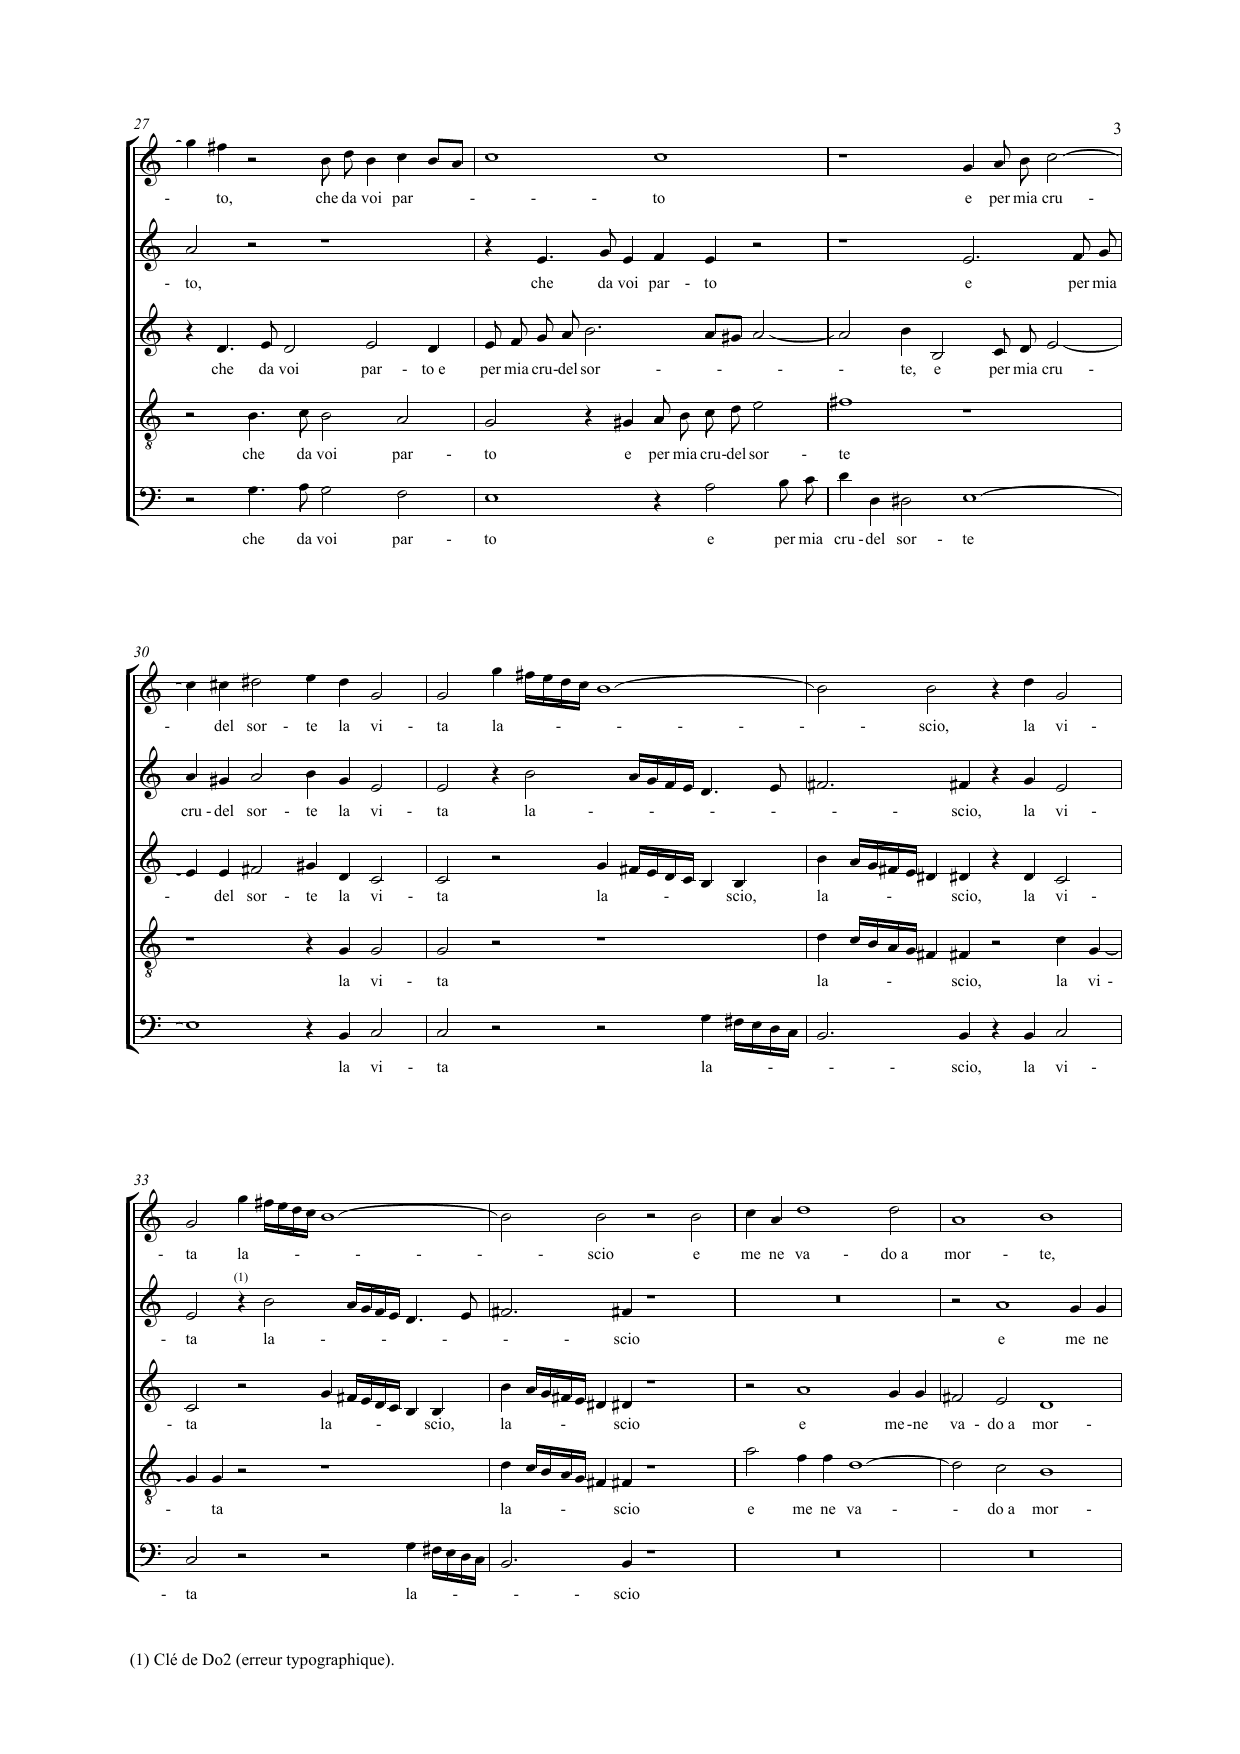 27
3
- to, che da voi par - - - to e per mia cru -
- to, che da voi par - to e per mia
che da voi par - to e per mia cru-del sor - - - - te, e per mia cru -
che da voi par - to e per mia cru-del sor - te
che da voi par - to e per mia cru - del sor - te
30
- del sor - te la vi - ta la - - - - - - scio, la vi -
cru - del sor - te la vi - ta la - - - - - - scio, la vi -
- del sor - te la vi - ta la - scio, la - scio, la vi -
la vi - ta la - scio, la vi -
la vi - ta la - - - scio, la vi -
33
- ta la - - - - - scio e me ne va - do a mor - te,
(1)
- ta la - - - - - scio e me ne
- ta la - scio, la - scio e me - ne va - do a mor -
- ta la - scio e me ne va - - do a mor -
- ta la - - - scio
(1) Clé de Do2 (erreur typographique).